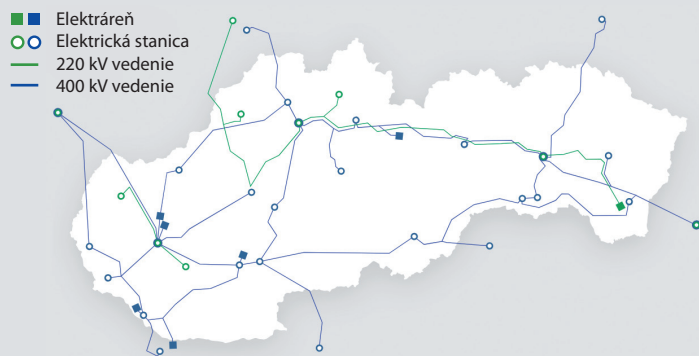 Elektráreň
Elektrická stanica
220 kV vedenie
400 kV vedenie